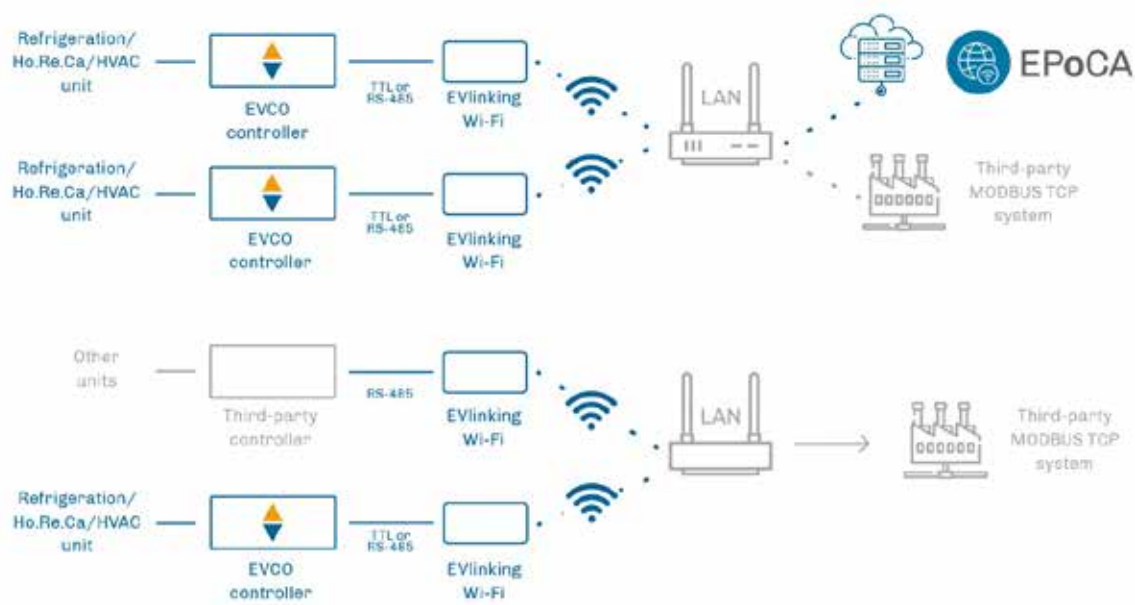 Refrigeration/
Ho.Re.Ca/HVAC
unit
EVCO
controller
TTL or
RS-485
EVlinking
Wi-Fi
LAN
EPoCA
Refrigeration/
Ho.Re.Ca/HVAC
unit
EVCO
controller
TTL or
RS-485
EVlinking
Wi-Fi
Third-party
MODBUS TCP
system
Other
units
Third-party
controller
RS-485
EVlinking
Wi-Fi
LAN
Third-party
MODBUS TCP
system
Refrigeration/
Ho.Re.Ca/HVAC
unit
EVCO
controller
TTL or
RS-485
EVlinking
Wi-Fi